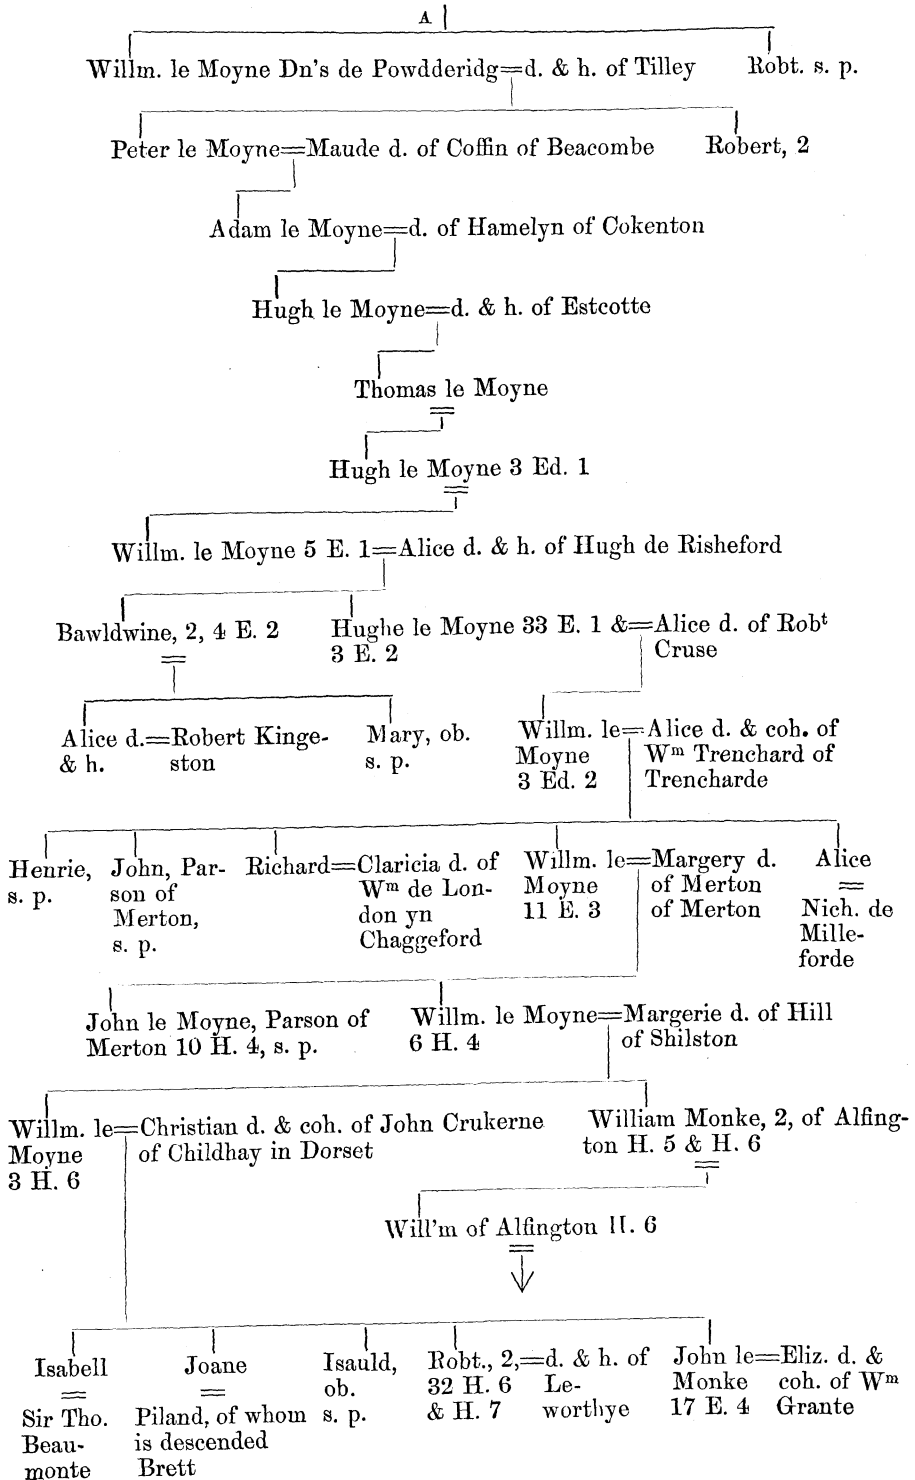 A
Willm. le Moyne Dn's de Powdderidg=d. & h. of Tilley
Robt. s. p.
Peter le Moyne=Maude d. of Coffin of Beacombe
Robert, 2
Adam le Moyne=d. of Hamelyn of Cokenton
Hugh le Moyne=d. & h. of Estcotte
Thomas le Moyne
=
Hugh le Moyne 3 Ed. 1
=
Willm. le Moyne 5 E. 1=Alice d. & h. of Hugh de Risheford
Bawldwine, 2, 4 E. 2
=
Hughe le Moyne 33 E. 1 &=Alice d. of Robt
3 E. 2
Cruse
Alice d.=Robert Kinge-
& h.
ston
Mary, ob.
s. p.
Willm. le=Alice d. & coh. of
Moyne
Wm Trenchard of
3 Ed. 2
Trencharde
Henrie,
s. p.
John, Par-
son of
Merton,
s. p.
Richard=Claricia d. of
Wm de Lon-
don yn
Chaggeford
Willm. le=Margery d.
Moyne
of Merton
11 E. 3
of Merton
Alice
=
Nich. de
Mille-
forde
John le Moyne, Parson of
Merton 10 H. 4, s. p.
Willm. le Moyne=Margerie d. of Hill
6 H. 4
of Shilston
Willm. le=Christian d. & coh. of John Crukerne
Moyne
of Childhay in Dorset
3 H. 6
William Monke, 2, of Alfing-
ton H. 5 & H. 6
=
Will'm of Alfington H. 6
=
Isabell
=
Sir Tho.
Beau-
monte
Joane
=
Piland, of whom
is descended
Brett
Isauld,
ob.
s. p.
Robt., 2,=d. & h. of
32 H. 6
Le-
& H. 7
worthye
John le=Eliz. d. &
Monke
coh. of Wm
17 E. 4
Grante